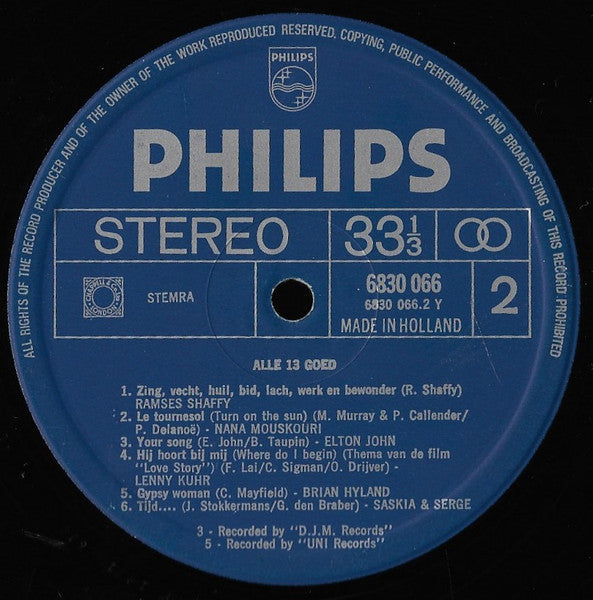 ALL RIGHTS OF THE RECORD PRODUCER AND OF THE OWNER OF THE WORK REPRODUCED RESERVED. COPYING, PUBLIC PERFORMANCE AND BROADCASTING OF THIS RECORD PROHIBITED
PHILIPS
PHILIPS
STEREO
33 1/3
STEMRA
6830 066
6830 066.2 Y
MADE IN HOLLAND
2
ALLE 13 GOED
1. Zing, vecht, huil, bid, lach, werk en bewonder (R. Shaffy)
RAMSES SHAFFY
2. Le tournesol (Turn on the sun) (M. Murray & P. Callender/
P. Delanoë) - NANA MOUSKOURI
3. Your song (E. John/B. Taupin) - ELTON JOHN
4. Hij hoort bij mij (Where do I begin) (Thema van de film
"Love Story") (F. Lai/C. Sigman/O. Drijver) -
LENNY KUHR
5. Gypsy woman (C. Mayfield) - BRIAN HYLAND
6. Tijd.... (J. Stokkermans/G. den Braber) - SASKIA & SERGE
3 - Recorded by "D.J.M. Records"
5 - Recorded by "UNI Records"